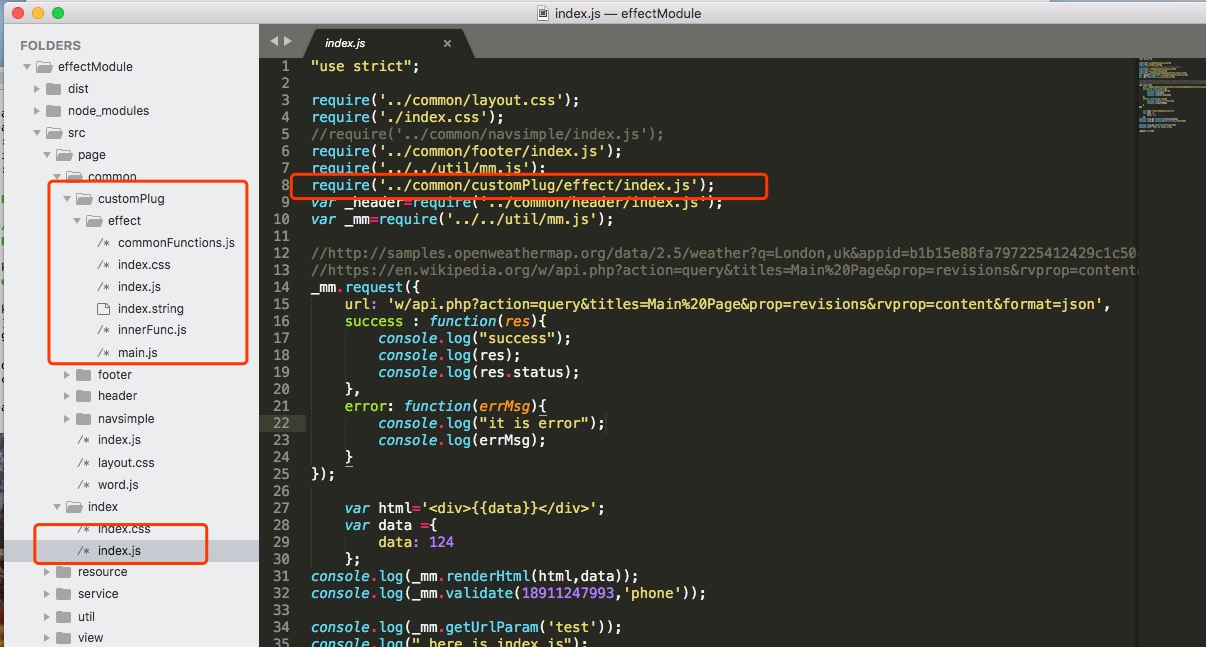 index.js — effectModule
FOLDERS
effectModule
dist
node_modules
src
page
common
customPlug
effect
/* commonFunctions.js
/* index.css
/* index.js
index.string
/* innerFunc.js
/* main.js
footer
header
navsimple
/* index.js
/* layout.css
/* word.js
index
/* index.css
/* index.js
resource
service
util
view
index.js ×
1 "use strict";
2
3 require('../common/layout.css');
4 require('./index.css');
5 //require('../common/navsimple/index.js');
6 require('../common/footer/index.js');
7 require('../../util/mm.js');
8 require('../common/customPlug/effect/index.js');
9 var _header=require('../common/header/index.js');
10 var _mm=require('../../util/mm.js');
11
12 //http://samples.openweathermap.org/data/2.5/weather?q=London,uk&appid=b1b15e88fa797225412429c1c50
13 //https://en.wikipedia.org/w/api.php?action=query&titles=Main%20Page&prop=revisions&rvprop=content
14 _mm.request({
15 url: 'w/api.php?action=query&titles=Main%20Page&prop=revisions&rvprop=content&format=json',
16 success : function(res){
17 console.log("success");
18 console.log(res);
19 console.log(res.status);
20 },
21 error: function(errMsg){
22 console.log("it is error");
23 console.log(errMsg);
24 }
25 });
26
27 var html='<div>{{data}}</div>';
28 var data ={
29 data: 124
30 };
31 console.log(_mm.renderHtml(html,data));
32 console.log(_mm.validate(18911247993,'phone'));
33
34 console.log(_mm.getUrlParam('test'));
35 console.log(" here is index js");